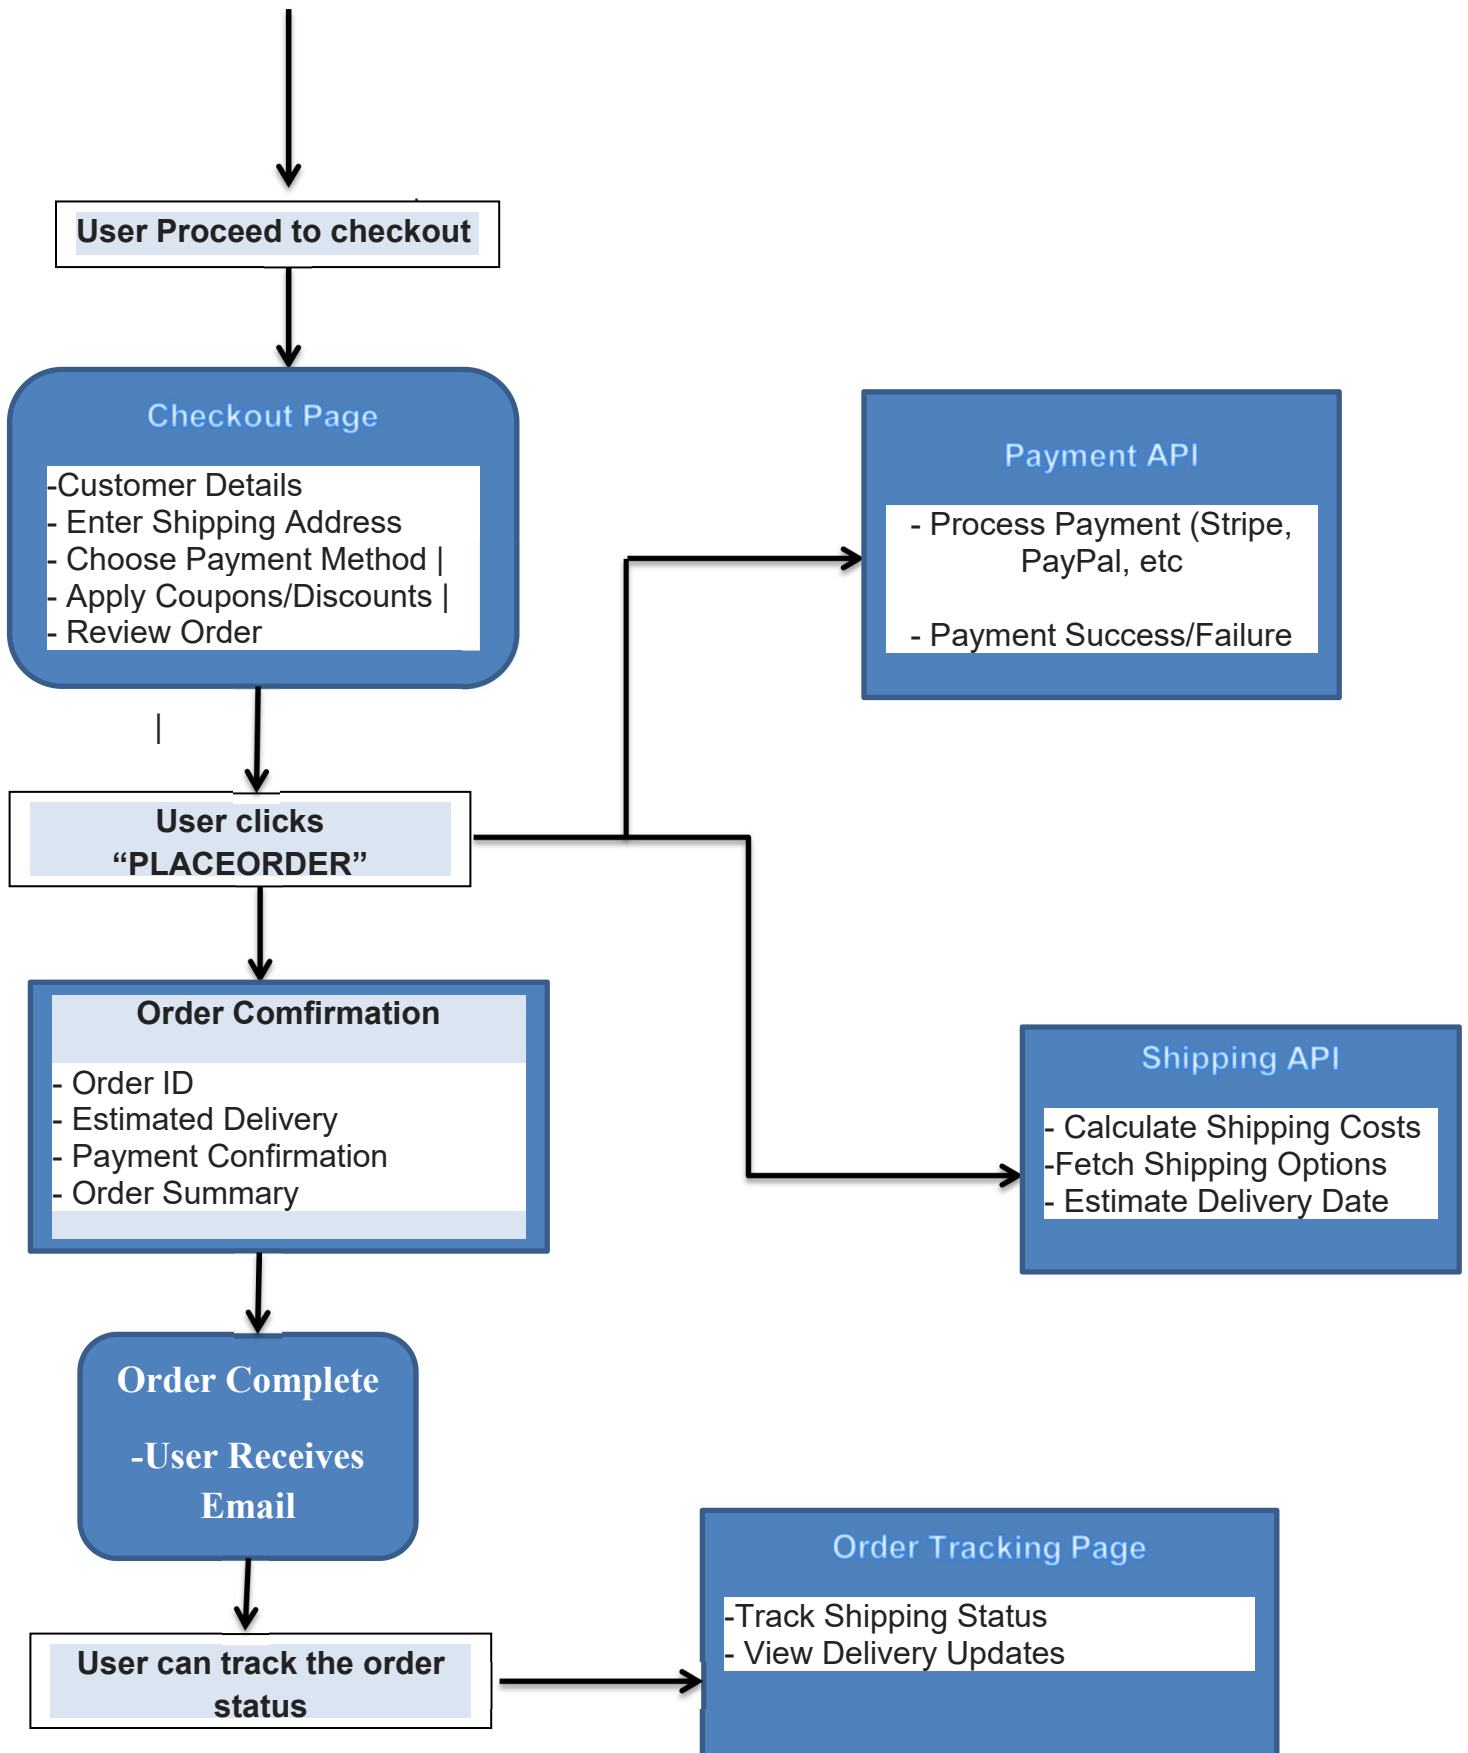 User Proceed to checkout
Checkout Page
-Customer Details
- Enter Shipping Address
- Choose Payment Method |
- Apply Coupons/Discounts |
- Review Order
|
Payment API
- Process Payment (Stripe,
PayPal, etc
- Payment Success/Failure
User clicks
“PLACEORDER”
Order Comfirmation
- Order ID
- Estimated Delivery
- Payment Confirmation
- Order Summary
Shipping API
- Calculate Shipping Costs
-Fetch Shipping Options
- Estimate Delivery Date
Order Complete
-User Receives
Email
User can track the order
status
Order Tracking Page
-Track Shipping Status
- View Delivery Updates